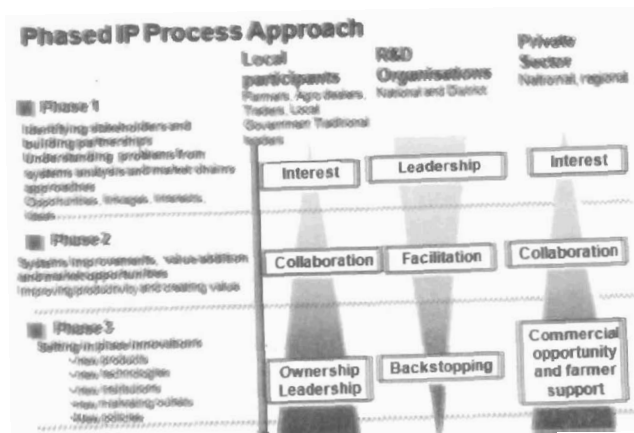 Phased IP Process Approach
Local
participants
Farmers, Agro dealers,
Traders, Local
Government Traditional
leaders
R&D
Organisations
National and District
Private
Sector
National, regional
Phase 1
Identifying stakeholders and
building partnerships
Understanding problems from
systems analysis and market chains
approaches
Opportunities, linkages, interests,
Interest
Leadership
Interest
Phase 2
Systems improvements, value addition
and market opportunities
Improving productivity and creating value
Collaboration
Facilitation
Collaboration
Phase 3
Setting in place innovations
new products
new technologies
new institutions
new marketing outlets
New policies
Ownership
Leadership
Backstopping
Commercial
opportunity
and farmer
support